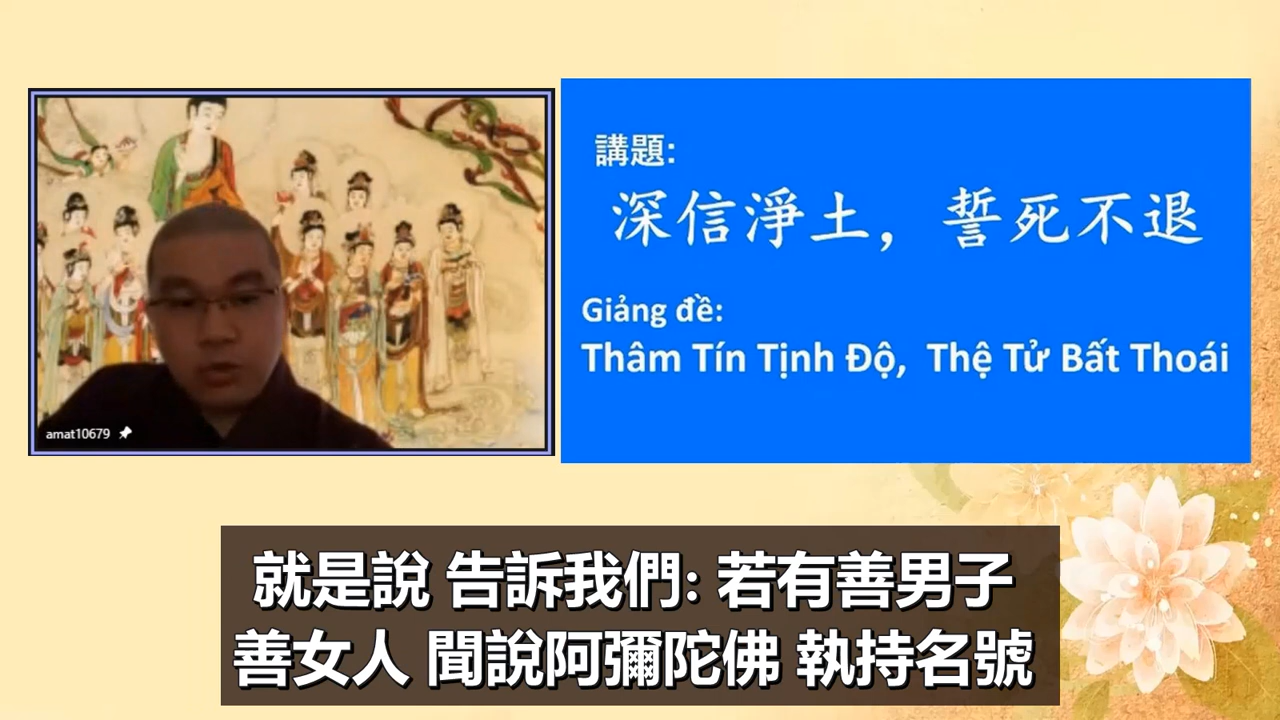 講題:
深信淨土，誓死不退
Giảng đề:
Thâm Tín Tịnh Độ, Thệ Tử Bất Thoái
amat10679
就是說 告訴我們: 若有善男子
善女人 聞說阿彌陀佛 執持名號